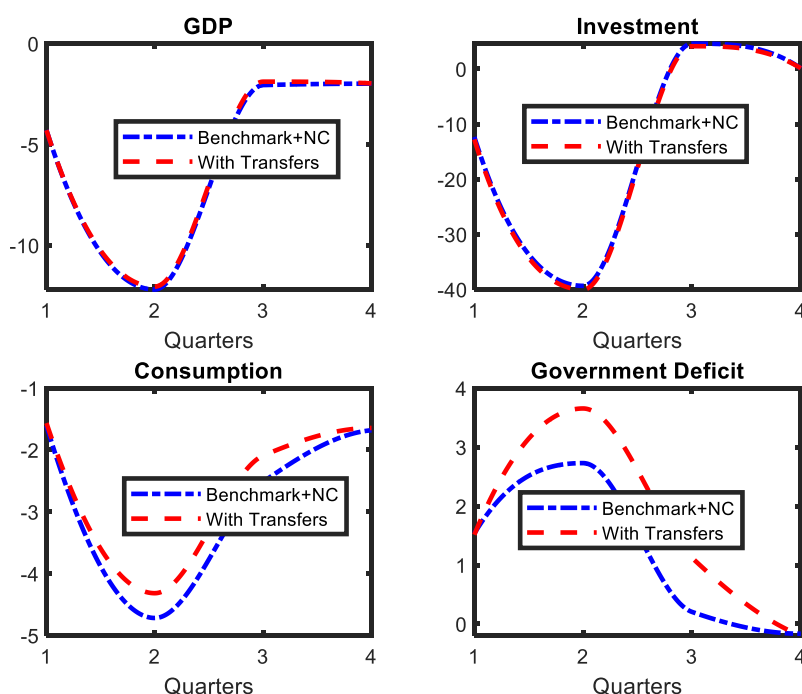 GDP
0
-5
-10
Benchmark+NC
With Transfers
1 2 3 4
Quarters
Investment
0
-10
-20
-30
-40
Benchmark+NC
With Transfers
1 2 3 4
Quarters
Consumption
-1
-2
-3
-4
-5
Benchmark+NC
With Transfers
1 2 3 4
Quarters
Government Deficit
4
3
2
1
0
Benchmark+NC
With Transfers
1 2 3 4
Quarters